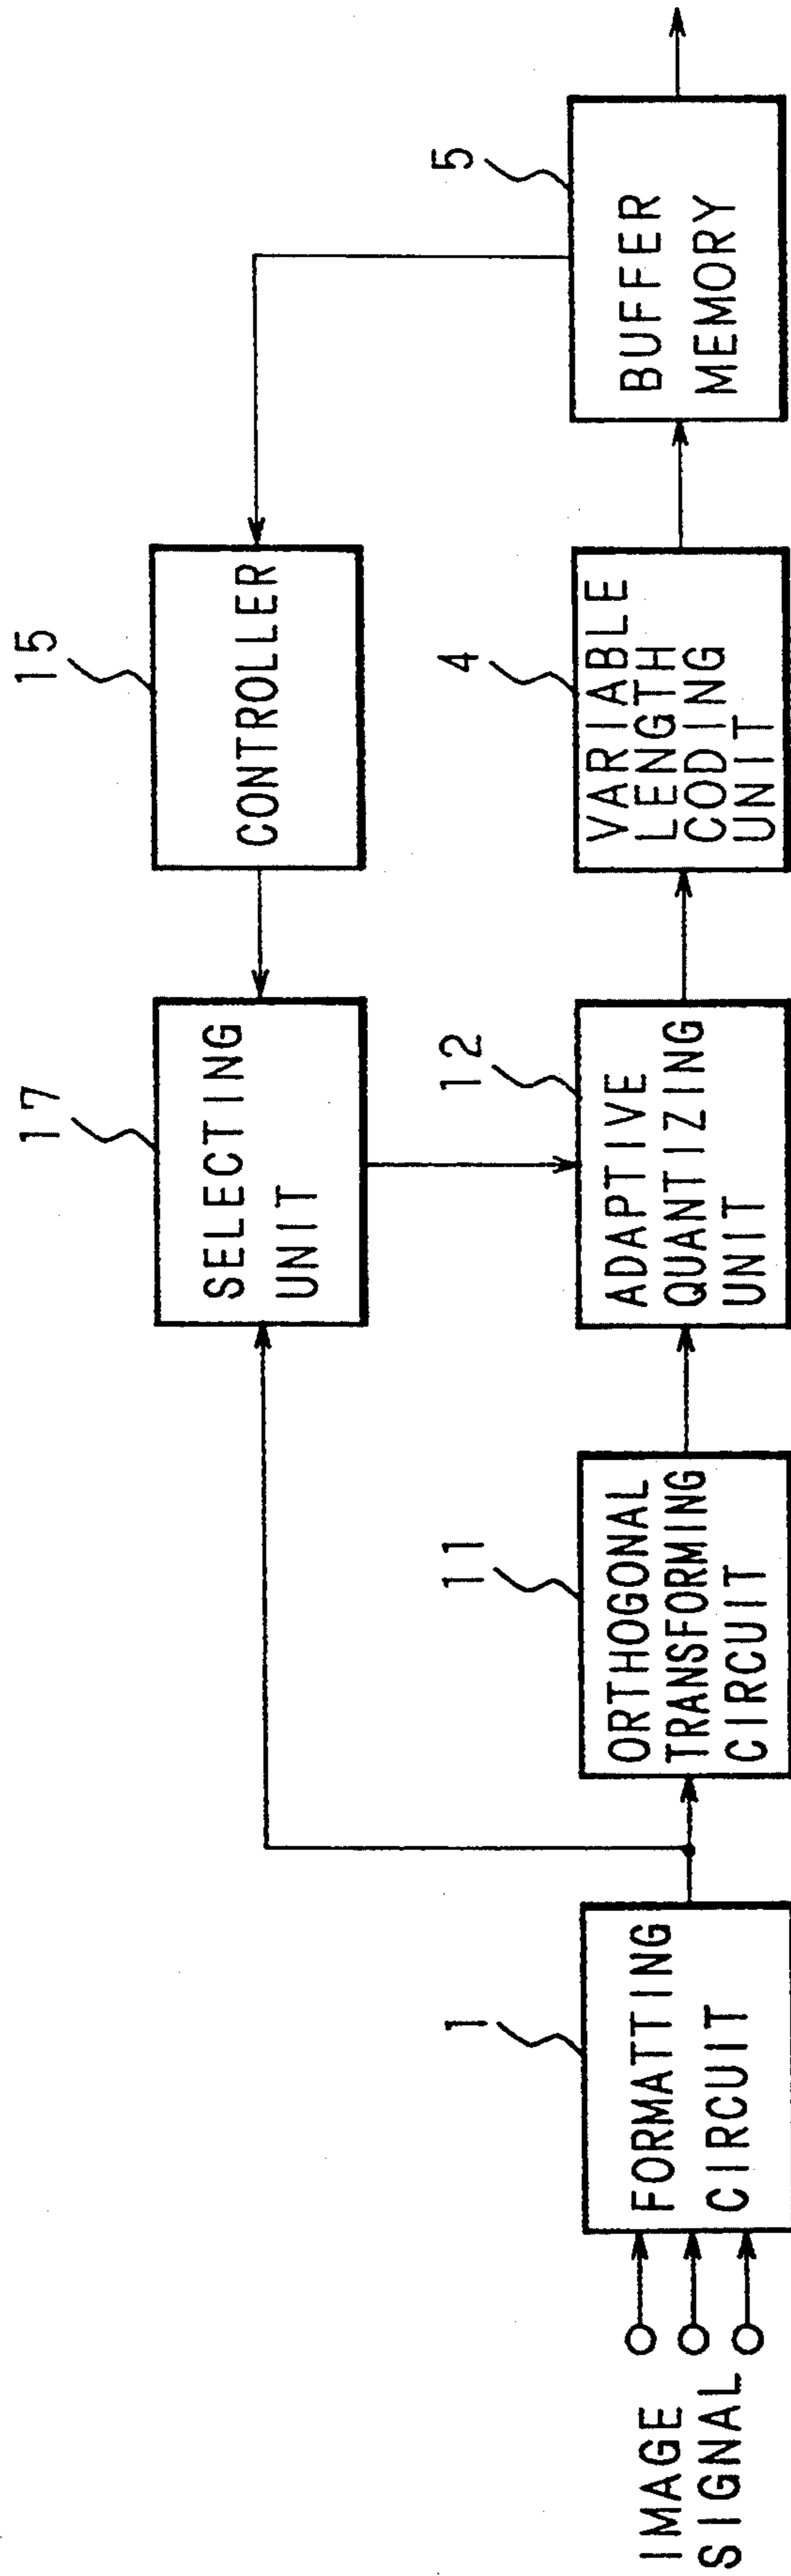 15
17
CONTROLLER
SELECTING
UNIT
5
4
12
11
1
BUFFER
MEMORY
VARIABLE
LENGTH
CODING
UNIT
ADAPTIVE
QUANTIZING
UNIT
ORTHOGONAL
TRANSFORMING
CIRCUIT
FORMATTING
CIRCUIT
IMAGE
SIGNAL